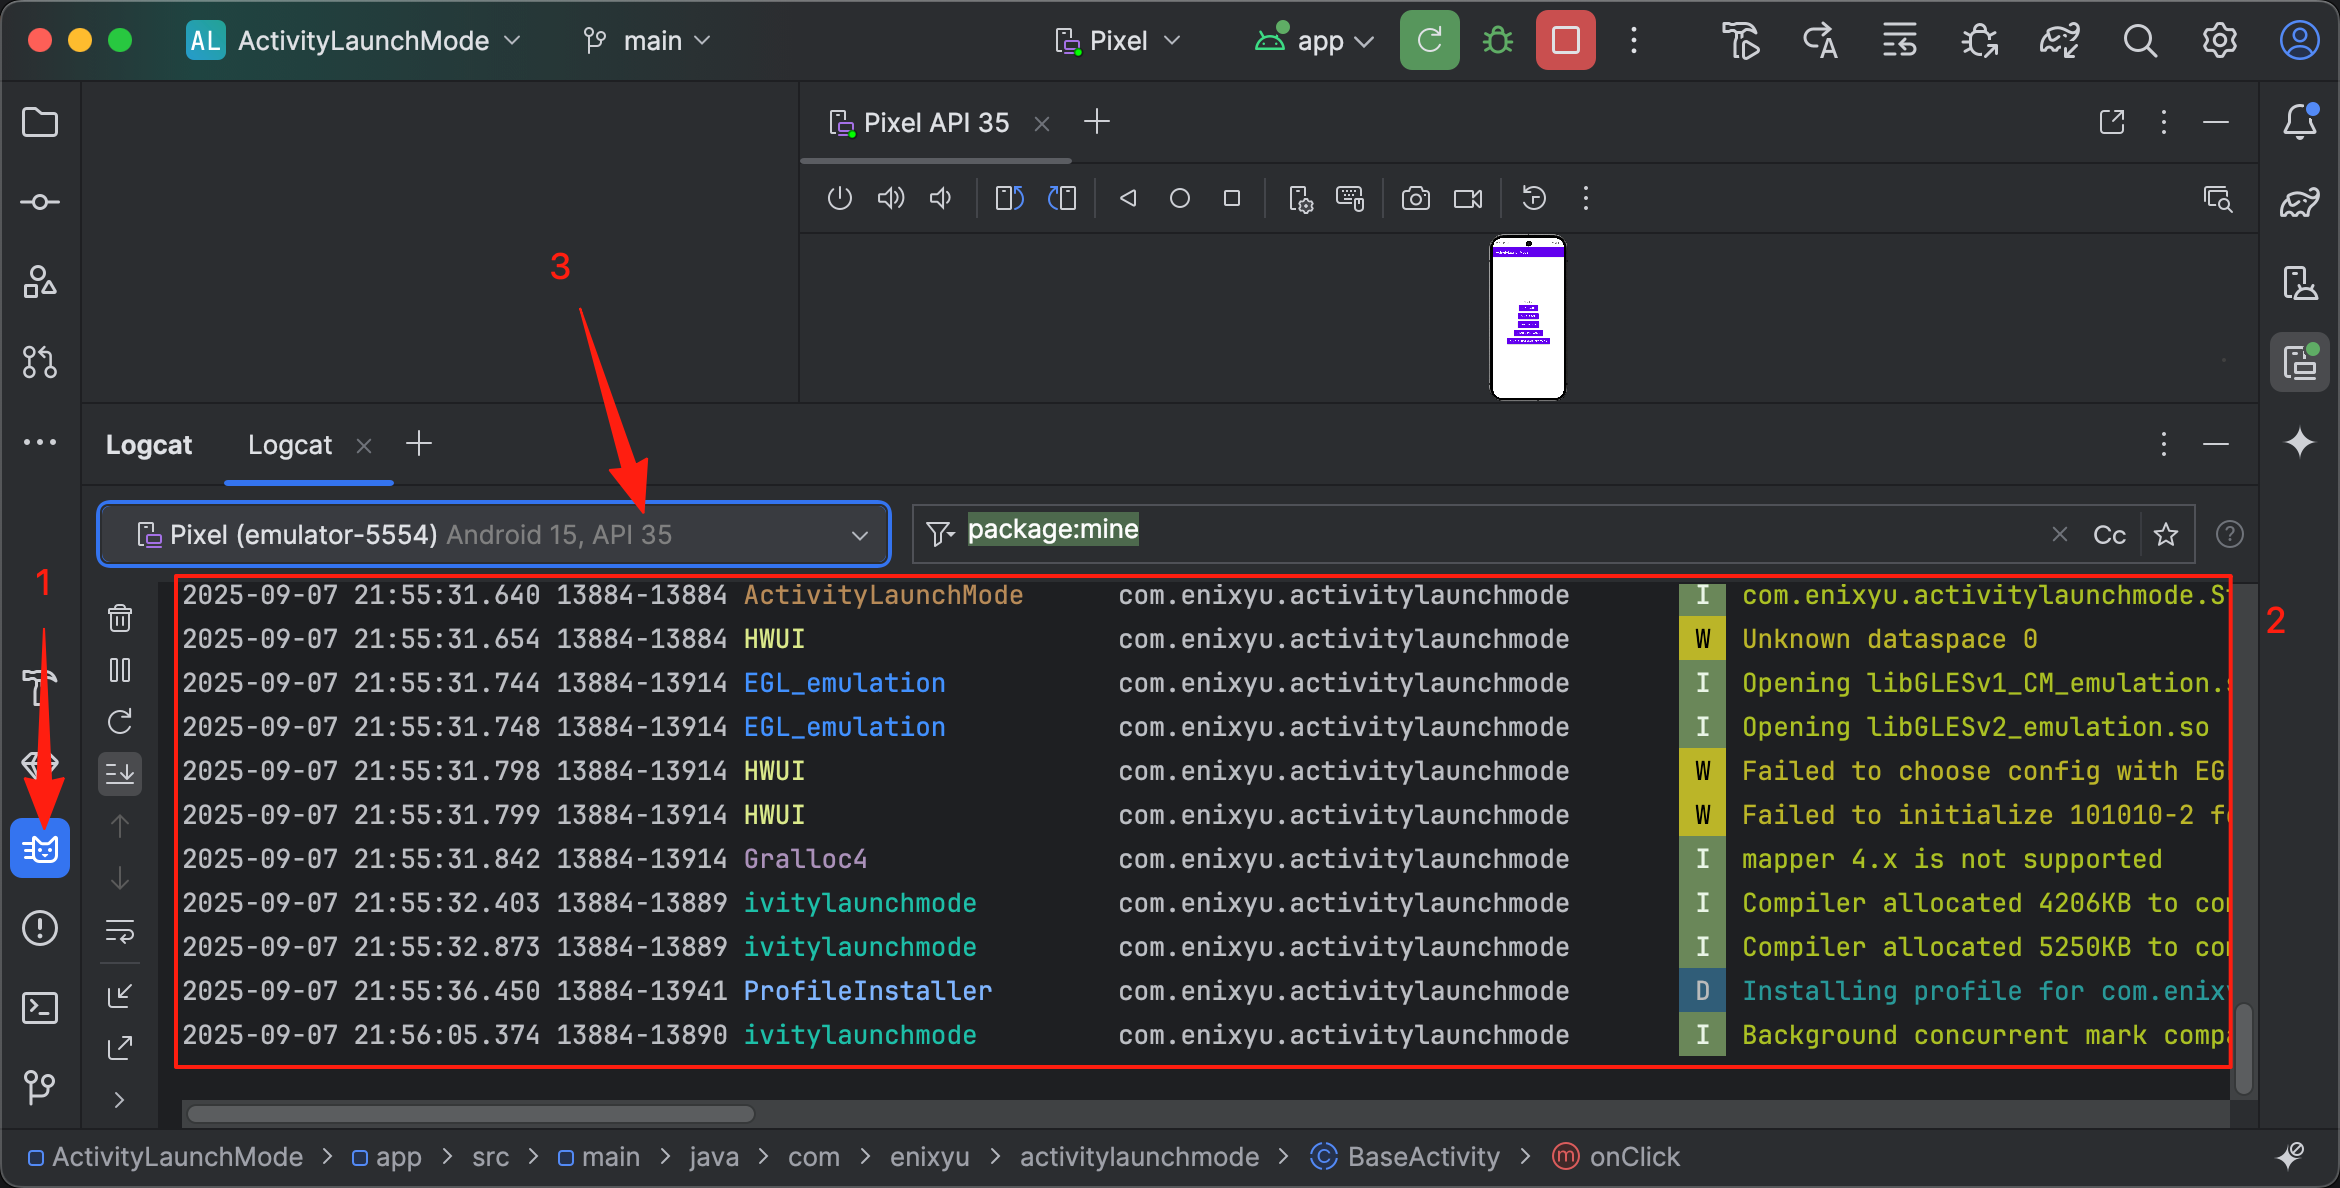 AL ActivityLaunchMode main Pixel app
Pixel API 35
3
Logcat Logcat
Pixel (emulator-5554) Android 15, API 35 package:mine Cc
1
2
2025-09-07 21:55:31.640 13884-13884 ActivityLaunchMode com.enixyu.activitylaunchmode I com.enixyu.activitylaunchmode.S
2025-09-07 21:55:31.654 13884-13884 HWUI com.enixyu.activitylaunchmode W Unknown dataspace 0
2025-09-07 21:55:31.744 13884-13914 EGL_emulation com.enixyu.activitylaunchmode I Opening libGLESv1_CM_emulation.
2025-09-07 21:55:31.748 13884-13914 EGL_emulation com.enixyu.activitylaunchmode I Opening libGLESv2_emulation.so
2025-09-07 21:55:31.798 13884-13914 HWUI com.enixyu.activitylaunchmode W Failed to choose config with EG
2025-09-07 21:55:31.799 13884-13914 HWUI com.enixyu.activitylaunchmode W Failed to initialize 101010-2 f
2025-09-07 21:55:31.842 13884-13914 Gralloc4 com.enixyu.activitylaunchmode I mapper 4.x is not supported
2025-09-07 21:55:32.403 13884-13889 ivitylaunchmode com.enixyu.activitylaunchmode I Compiler allocated 4206KB to co
2025-09-07 21:55:32.873 13884-13889 ivitylaunchmode com.enixyu.activitylaunchmode I Compiler allocated 5250KB to co
2025-09-07 21:55:36.450 13884-13941 ProfileInstaller com.enixyu.activitylaunchmode D Installing profile for com.enix
2025-09-07 21:56:05.374 13884-13890 ivitylaunchmode com.enixyu.activitylaunchmode I Background concurrent mark comp
ActivityLaunchMode > app > src > main > java > com > enixyu > activitylaunchmode > BaseActivity > onClick